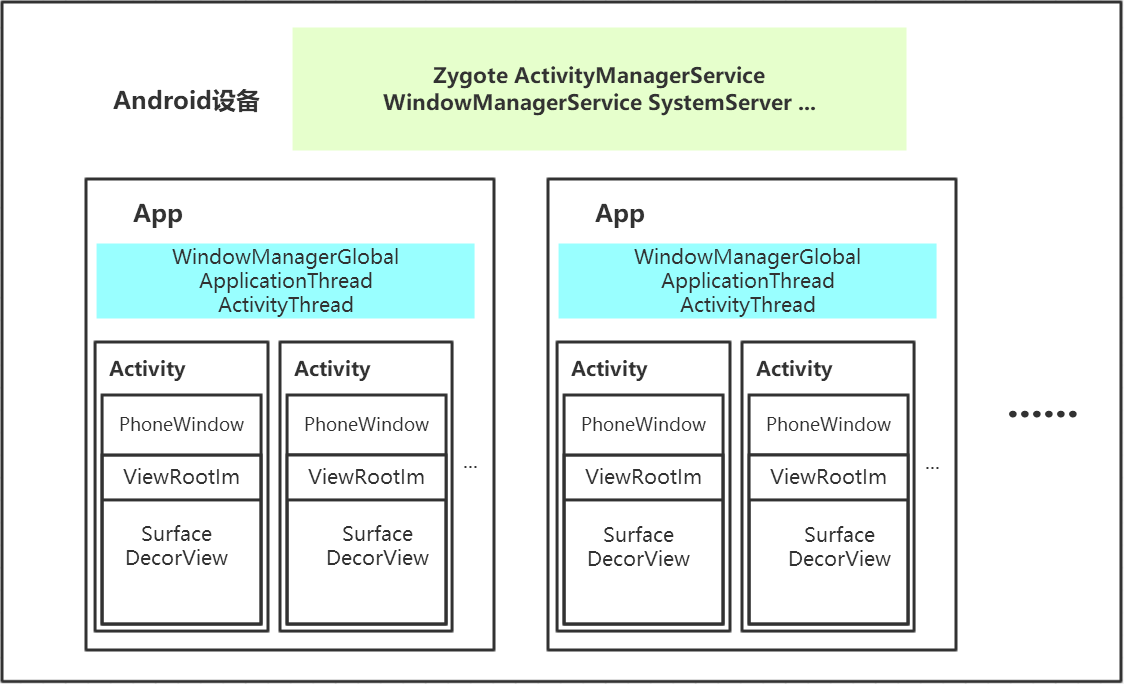 Zygote ActivityManagerService
WindowManagerService SystemServer ...
Android设备
App
WindowManagerGlobal
ApplicationThread
ActivityThread
Activity
PhoneWindow
ViewRootIm
Surface
DecorView
Activity
PhoneWindow
ViewRootIm
Surface
DecorView
...
App
WindowManagerGlobal
ApplicationThread
ActivityThread
Activity
PhoneWindow
ViewRootIm
Surface
DecorView
Activity
PhoneWindow
ViewRootIm
Surface
DecorView
...
······